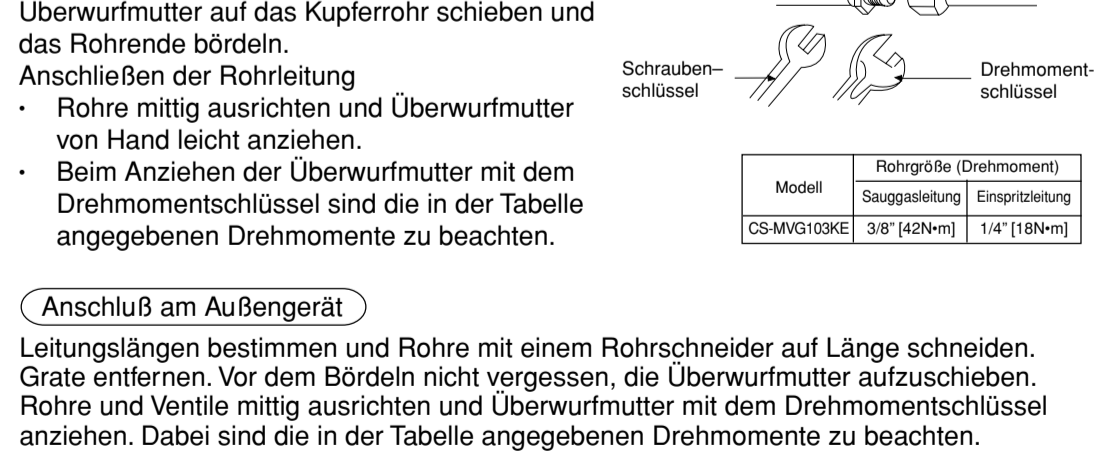 Überwurfmutter auf das Kupferrohr schieben und
das Rohrende bördeln.
Anschließen der Rohrleitung
• Rohre mittig ausrichten und Überwurfmutter
von Hand leicht anziehen.
• Beim Anziehen der Überwurfmutter mit dem
Drehmomentschlüssel sind die in der Tabelle
angegebenen Drehmomente zu beachten.
Schrauben–
schlüssel
Drehmoment-
schlüssel
Modell
Rohrgröße (Drehmoment)
Sauggasleitung Einspritzleitung
CS-MVG103KE 3/8” [42N•m] 1/4” [18N•m]
Anschluß am Außengerät
Leitungslängen bestimmen und Rohre mit einem Rohrschneider auf Länge schneiden.
Grate entfernen. Vor dem Bördeln nicht vergessen, die Überwurfmutter aufzuschieben.
Rohre und Ventile mittig ausrichten und Überwurfmutter mit dem Drehmomentschlüssel
anziehen. Dabei sind die in der Tabelle angegebenen Drehmomente zu beachten.